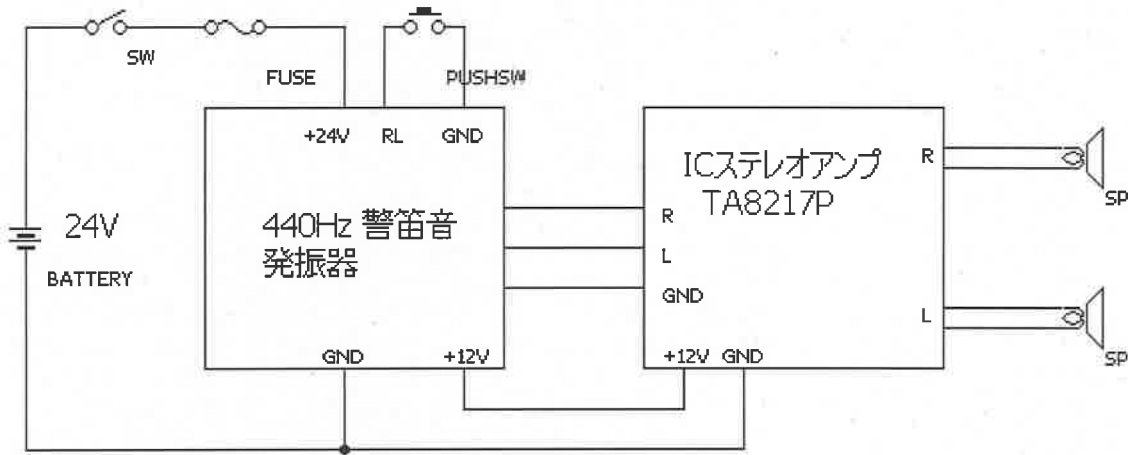 SW
FUSE
PUSHSW
+24V
RL
GND
24V
BATTERY
440Hz 警笛音
発振器
GND
+12V
ICステレオアンプ
TA8217P
R
L
GND
+12V
GND
R
L
SP
SP